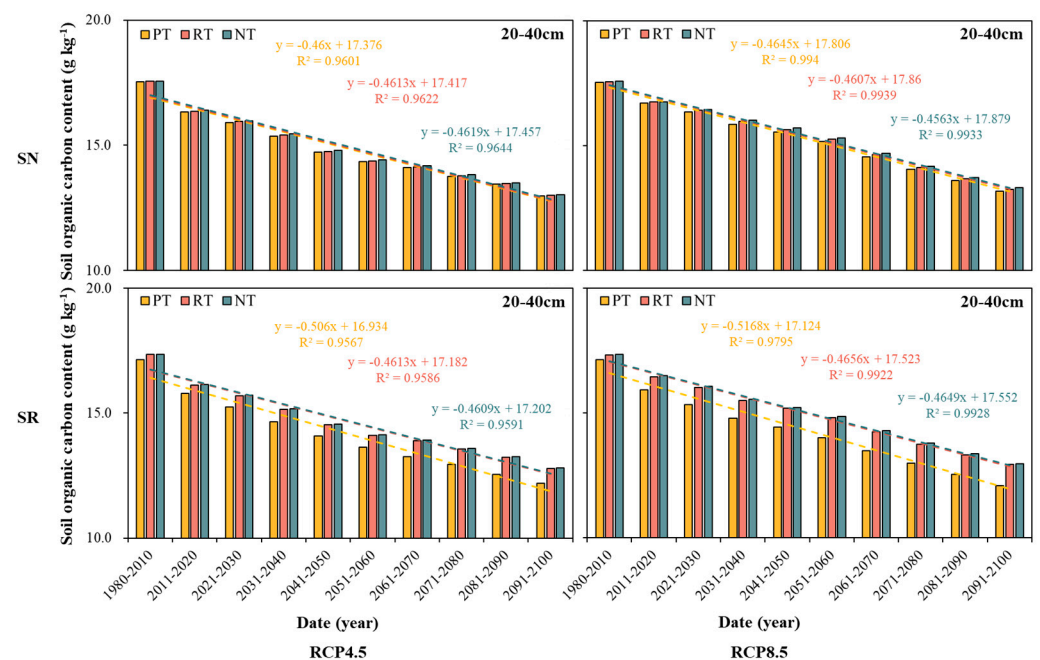 20.0
PT RT NT
20-40cm
y = -0.46x + 17.376
R² = 0.9601
y = -0.4613x + 17.417
R² = 0.9622
y = -0.4619x + 17.457
R² = 0.9644
15.0
10.0
Soil organic carbon content (g kg⁻¹)
SN
PT RT NT
20-40cm
y = -0.4645x + 17.806
R² = 0.994
y = -0.4607x + 17.86
R² = 0.9939
y = -0.4563x + 17.879
R² = 0.9933
20.0
PT RT NT
20-40cm
y = -0.506x + 16.934
R² = 0.9567
y = -0.4613x + 17.182
R² = 0.9586
y = -0.4609x + 17.202
R² = 0.9591
15.0
10.0
Soil organic carbon content (g kg⁻¹)
SR
PT RT NT
20-40cm
y = -0.5168x + 17.124
R² = 0.9795
y = -0.4656x + 17.523
R² = 0.9922
y = -0.4649x + 17.552
R² = 0.9928
1980-2010
2011-2020
2021-2030
2031-2040
2041-2050
2051-2060
2061-2070
2071-2080
2081-2090
2091-2100
1980-2010
2011-2020
2021-2030
2031-2040
2041-2050
2051-2060
2061-2070
2071-2080
2081-2090
2091-2100
Date (year)
Date (year)
RCP4.5
RCP8.5